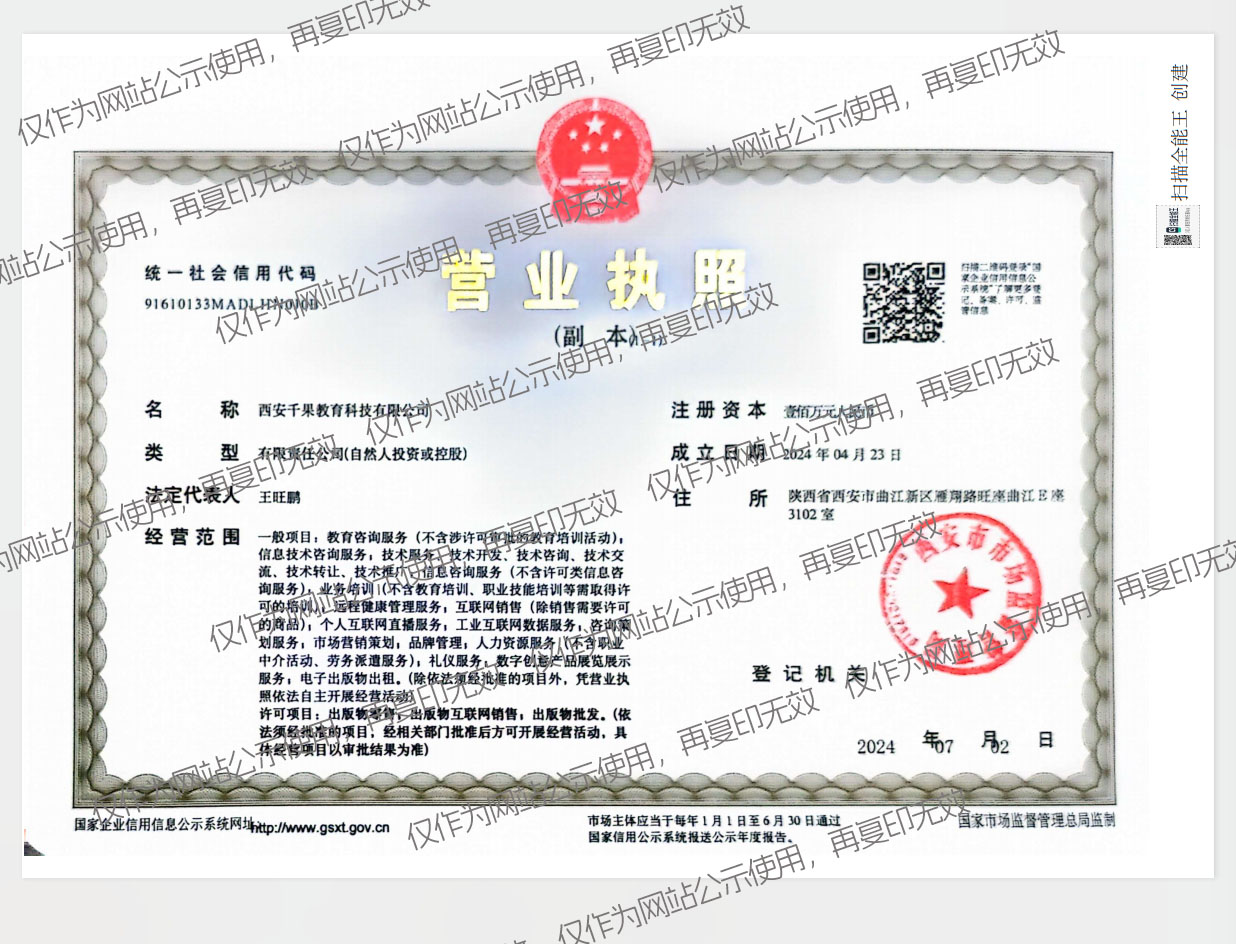 扫描全能王 创建
营业执照
(副 本)
统一社会信用代码
扫描二维码登录"国
家企业信用信息公
示系统"了解更多登
记、备案、许可、监
管信息
名 称 西安千果教育科技有限公司
类 型 有限责任公司(自然人投资或控股)
法定代表人 王旺鹏
经营范围 一般项目:教育咨询服务(不含涉许可审批的教育培训活动);
信息技术咨询服务;技术服务、技术开发、技术咨询、技术交
流、技术转让、技术推广;信息咨询服务(不含许可类信息咨
询服务);业务培训(不含教育培训、职业技能培训等需取得许
可的培训);远程健康管理服务;互联网销售(除销售需要许可
的商品);个人互联网直播服务;工业互联网数据服务;咨询策
划服务;市场营销策划;品牌管理;人力资源服务(不含职业
中介活动、劳务派遣服务);礼仪服务;数字创意产品展览展示
服务;电子出版物出租。(除依法须经批准的项目外,凭营业执
照依法自主开展经营活动)
许可项目:出版物零售;出版物互联网销售;出版物批发。(依
法须经批准的项目,经相关部门批准后方可开展经营活动,具
体经营项目以审批结果为准)
注册资本 壹佰万元人民币
成立日期 2024年04月23日
住 所 陕西省西安市曲江新区雁翔路旺座曲江E座
3102室
登记机关
2024 年 07 月 02 日
国家企业信用信息公示系统网址:http://www.gsxt.gov.cn
市场主体应当于每年1月1日至6月30日通过
国家信用公示系统报送公示年度报告。
国家市场监督管理总局监制
仅作为网站公示使用,再复印无效